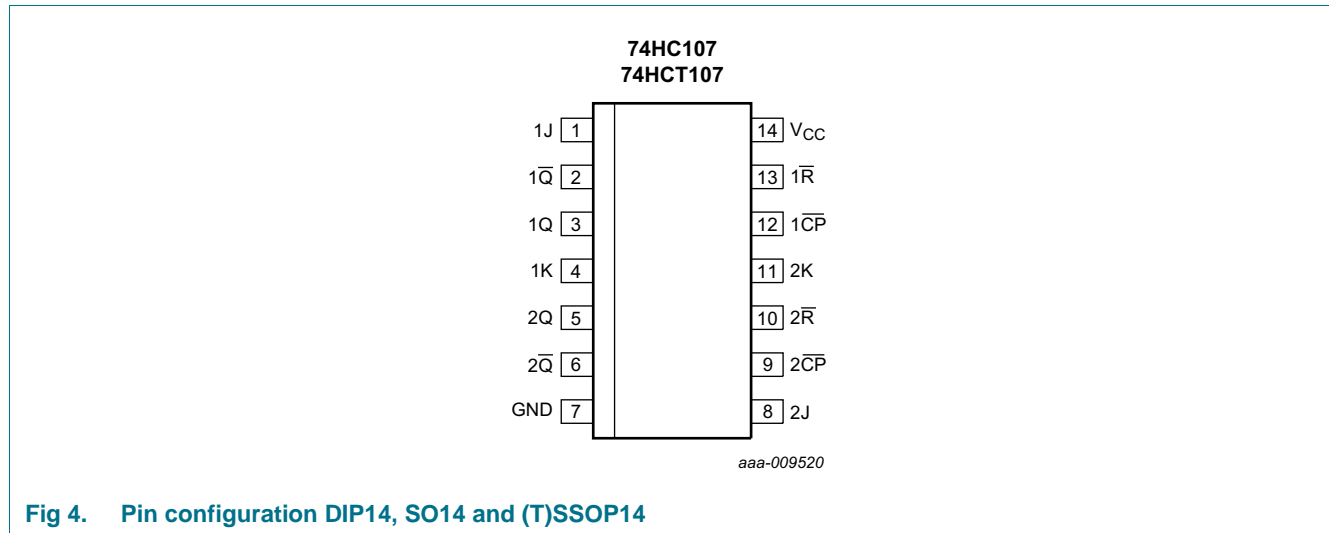 74HC107
74HCT107
1J 1
1Q̅ 2
1Q 3
1K 4
2Q 5
2Q̅ 6
GND 7
14 VCC
13 1R̅
12 1C̅P̅
11 2K
10 2R̅
9 2C̅P̅
8 2J
aaa-009520
Fig 4. Pin configuration DIP14, SO14 and (T)SSOP14